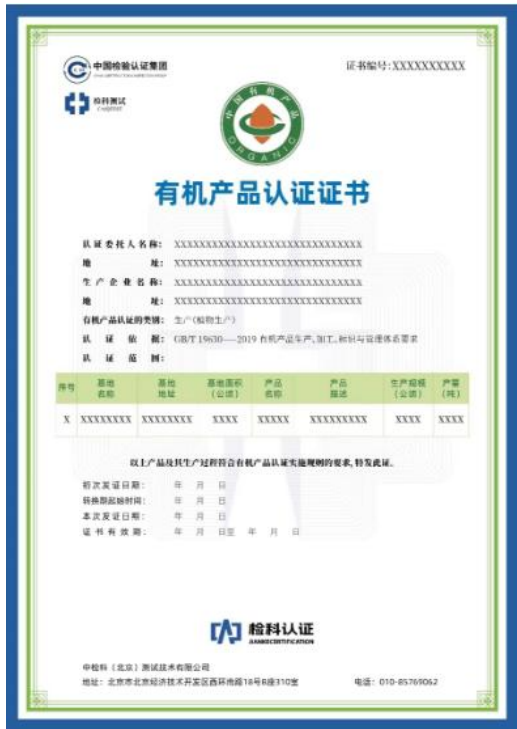 中国检验认证集团
证书编号:XXXXXXXXXX
检科测试
中国有机产品
ORGANIC
有机产品认证证书
认证委托人名称: XXXXXXXXXXXXXXXXXXXXXXXXXXXXXX
地 址: XXXXXXXXXXXXXXXXXXXXXXXXXXXXXX
生产企业名称: XXXXXXXXXXXXXXXXXXXXXXXXXXXXXX
地 址: XXXXXXXXXXXXXXXXXXXXXXXXXXXXXX
有机产品认证的类别: 生产(植物生产)
认 证 依 据: GB/T 19630—2019 有机产品生产、加工、标识与管理体系要求
认 证 范 围:
序号 基地名称 基地地址 基地面积(公顷) 产品名称 产品描述 生产规模(公顷) 产量(吨)
X XXXXXXXX XXXXXXXX XXXX XXXXX XXXXXXXXX XXXX XXXX
以上产品及其生产过程符合有机产品认证实施规则的要求,特发此证。
初次发证日期: 年 月 日
转换期起始时间: 年 月 日
本次发证日期: 年 月 日
证书有效期: 年 月 日至 年 月 日
检科认证
中检科(北京)测试技术有限公司
地址:北京市北京经济技术开发区西环南路18号B座310室 电话:010-85769062